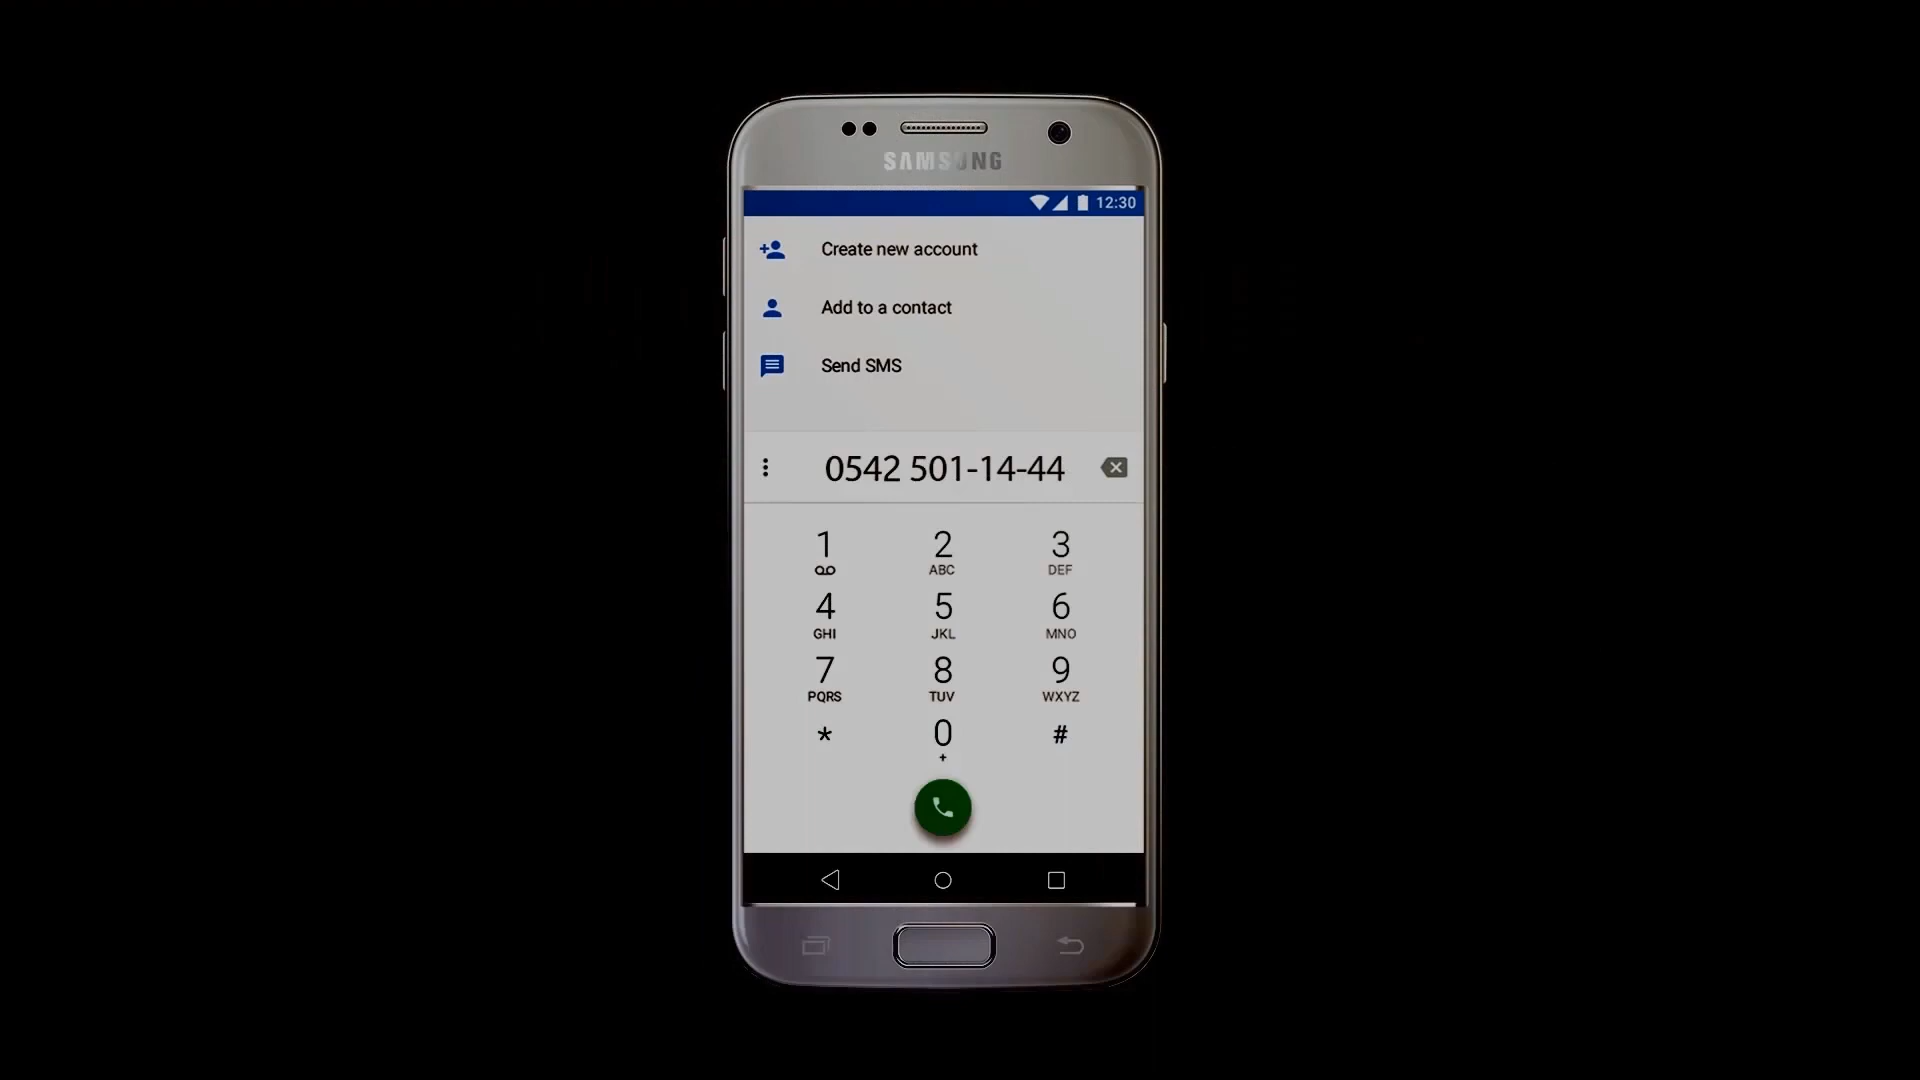 SAMSUNG
12:30
Create new account
Add to a contact
Send SMS
0542 501-14-44
1 2 3
ABC DEF
4 5 6
GHI JKL MNO
7 8 9
PQRS TUV WXYZ
* 0 #
+